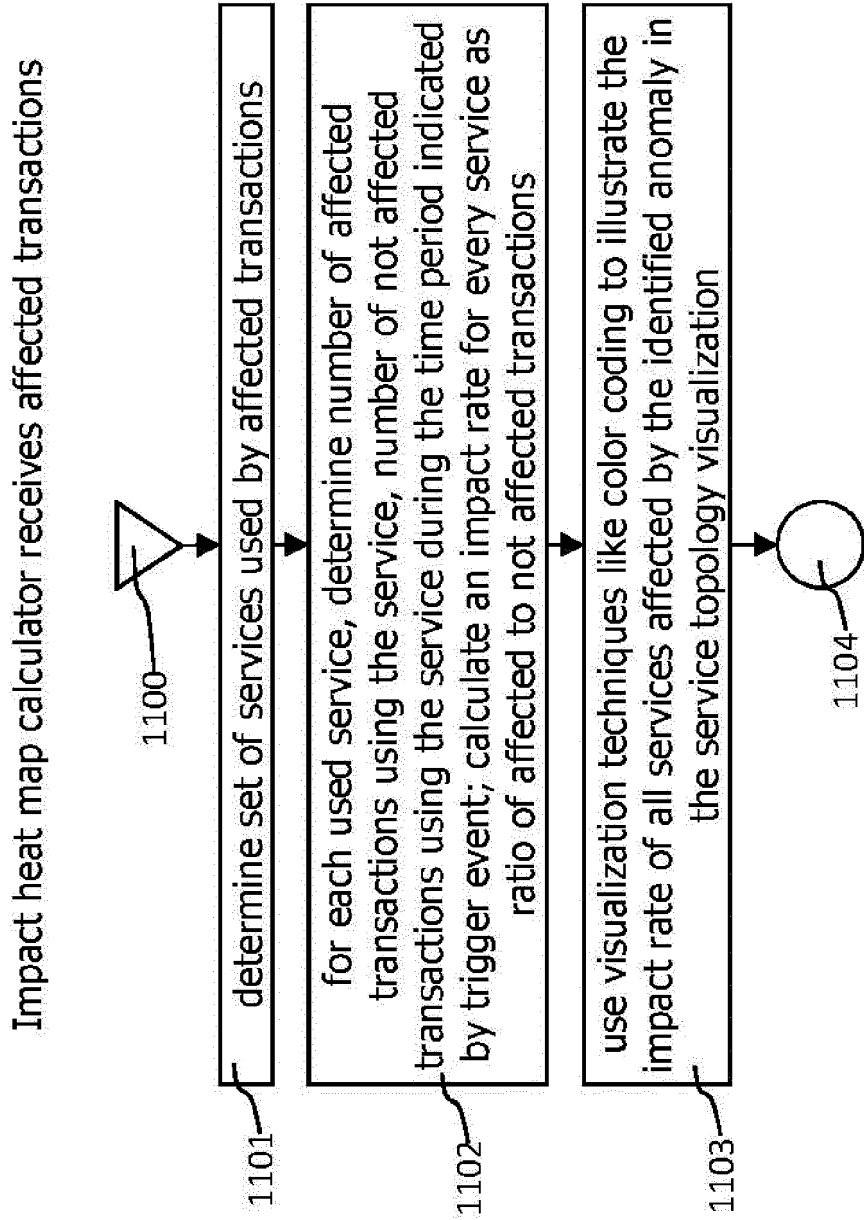 Impact heat map calculator receives affected transactions
1100
1101
determine set of services used by affected transactions
1102
for each used service, determine number of affected
transactions using the service, number of not affected
transactions using the service during the time period indicated
by trigger event; calculate an impact rate for every service as
ratio of affected to not affected transactions
1103
use visualization techniques like color coding to illustrate the
impact rate of all services affected by the identified anomaly in
the service topology visualization
1104